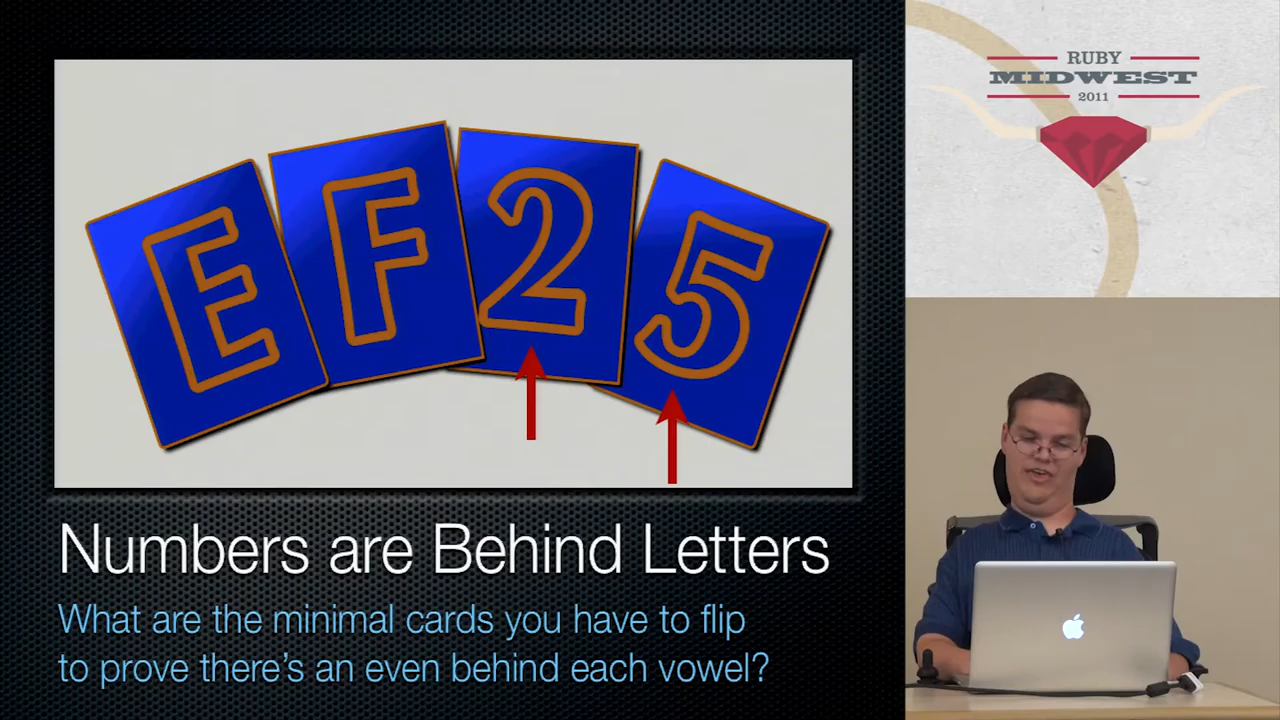 E F 2 5
Numbers are Behind Letters
What are the minimal cards you have to flip
to prove there's an even behind each vowel?
RUBY
MIDWEST
2011